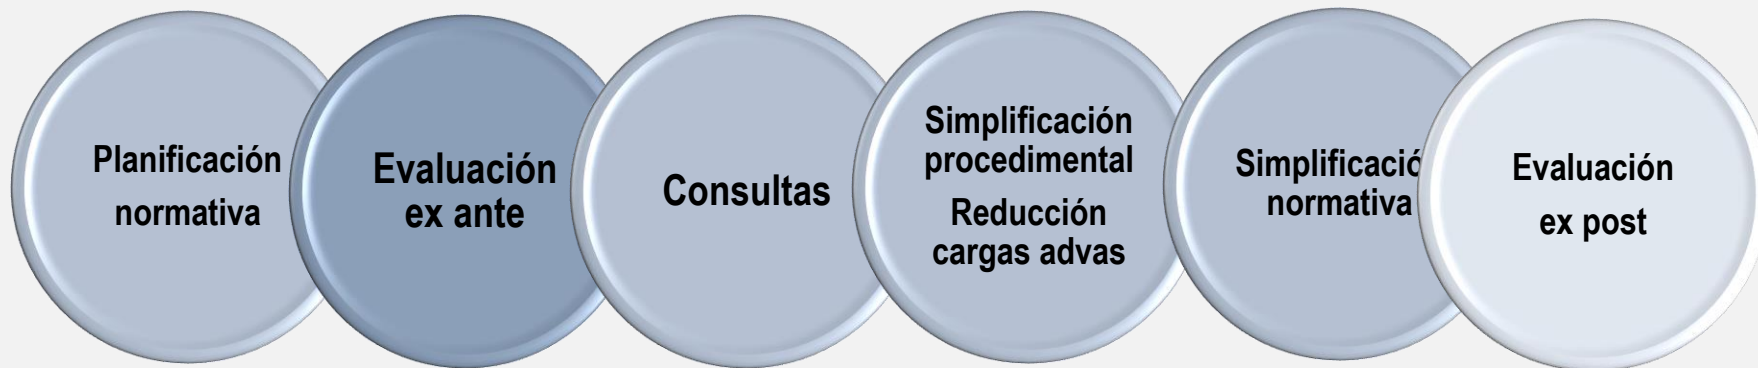 Planificación
normativa
Evaluación
ex ante
Consultas
Simplificación
procedimental
Reducción
cargas advas
Simplificació
normativa
Evaluación
ex post